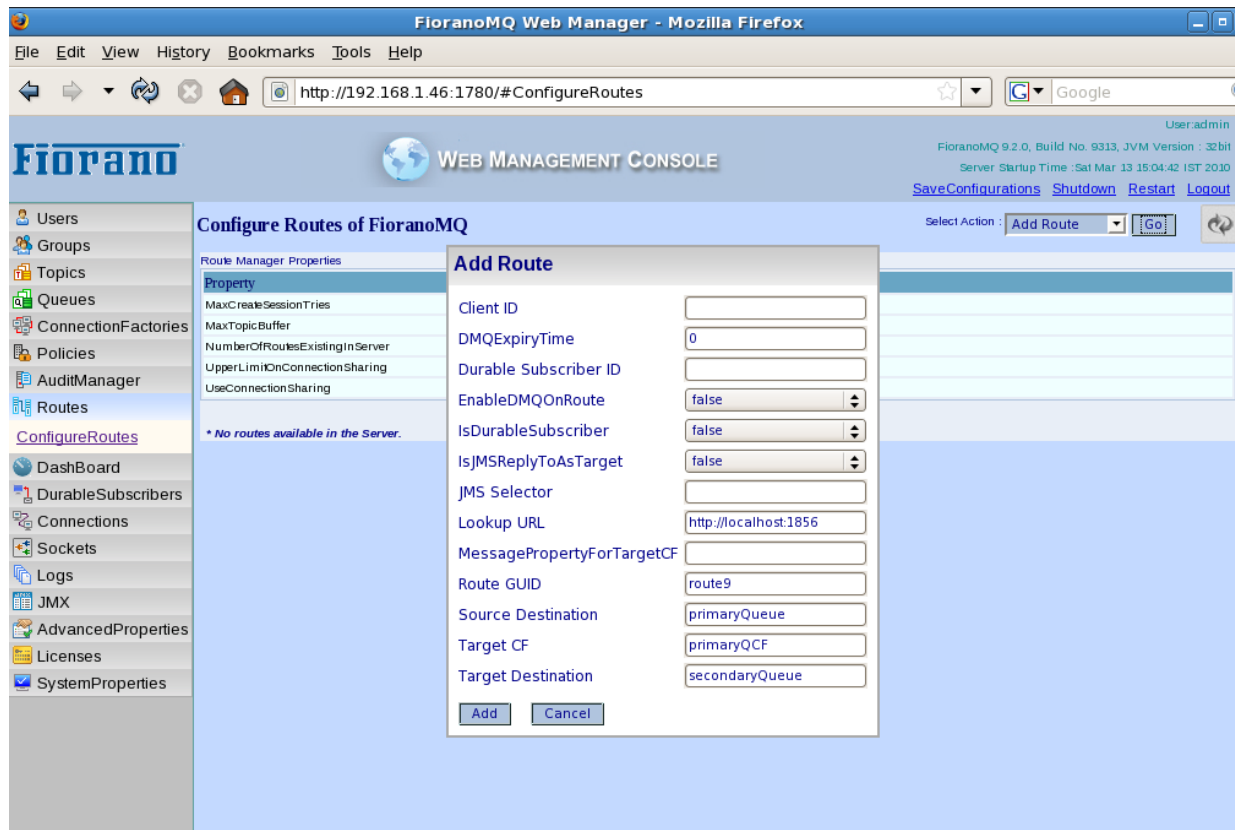 FioranoMQ Web Manager - Mozilla Firefox
File Edit View History Bookmarks Tools Help
http://192.168.1.46:1780/#ConfigureRoutes
G Google
Fiorano
WEB MANAGEMENT CONSOLE
User:admin
FioranoMQ 9.2.0, Build No. 9313, JVM Version : 32bit
Server Startup Time :Sat Mar 13 15:04:42 IST 2010
SaveConfigurations Shutdown Restart Logout
Users
Groups
Topics
Queues
ConnectionFactories
Policies
AuditManager
Routes
ConfigureRoutes
DashBoard
DurableSubscribers
Connections
Sockets
Logs
JMX
AdvancedProperties
Licenses
SystemProperties
Configure Routes of FioranoMQ
Select Action : Add Route Go
Route Manager Properties
Property
MaxCreateSessionTries
MaxTopicBuffer
NumberOfRoutesExistingInServer
UpperLimitOnConnectionSharing
UseConnectionSharing
* No routes available in the Server.
Add Route
Client ID
DMQExpiryTime 0
Durable Subscriber ID
EnableDMQOnRoute false
IsDurableSubscriber false
IsJMSReplyToAsTarget false
JMS Selector
Lookup URL http://localhost:1856
MessagePropertyForTargetCF
Route GUID route9
Source Destination primaryQueue
Target CF primaryQCF
Target Destination secondaryQueue
Add Cancel